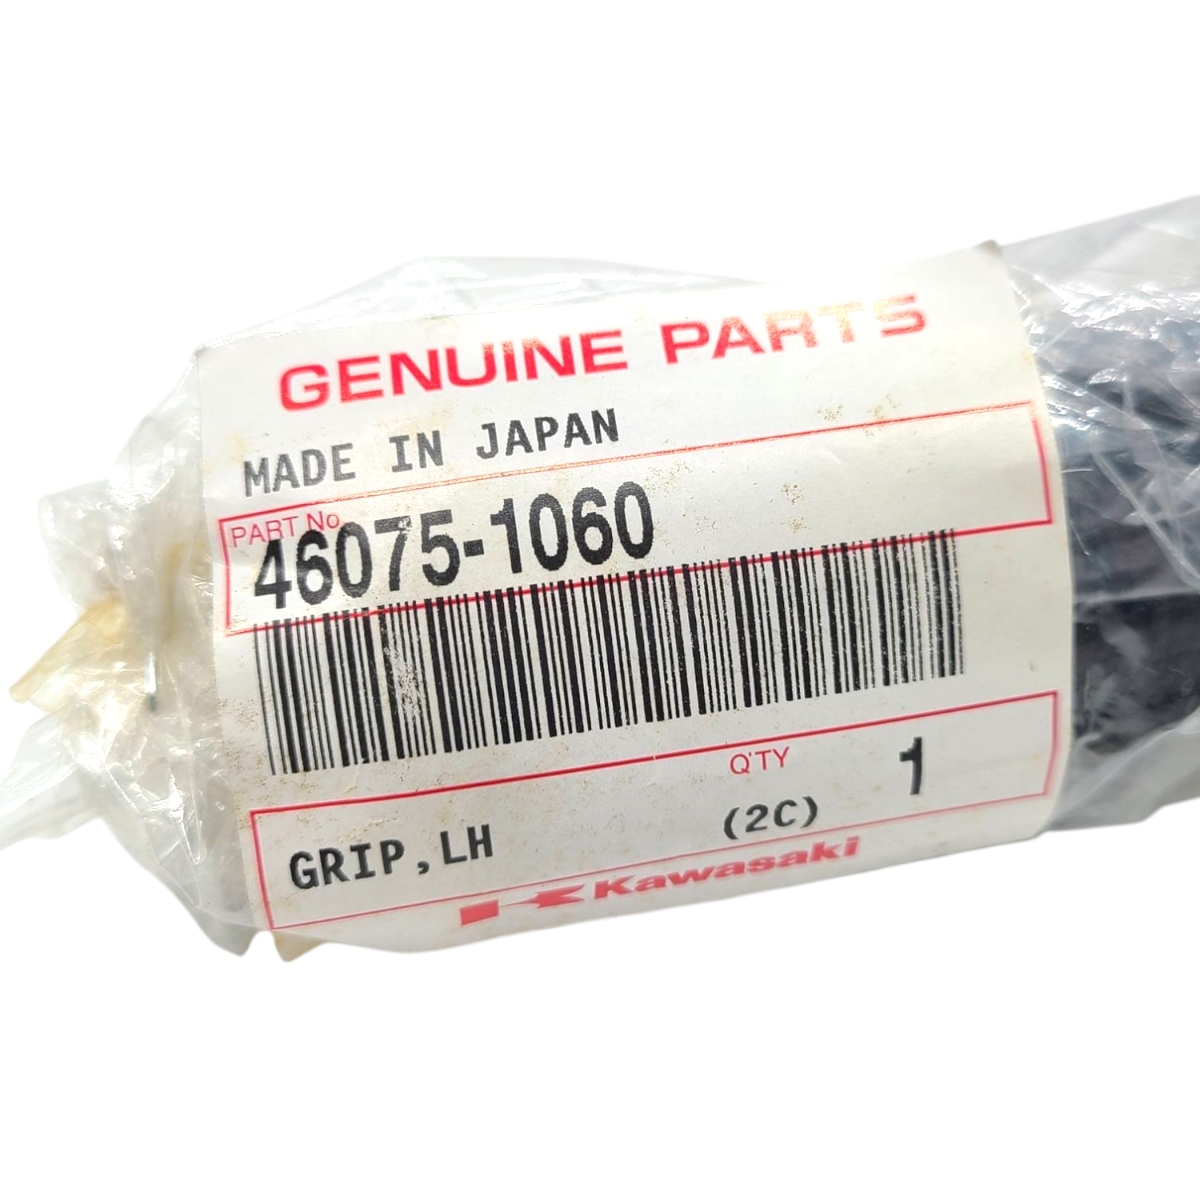 GENUINE PARTS
MADE IN JAPAN
PART No.
46075-1060
Q'TY 1
GRIP,LH (2C)
Kawasaki